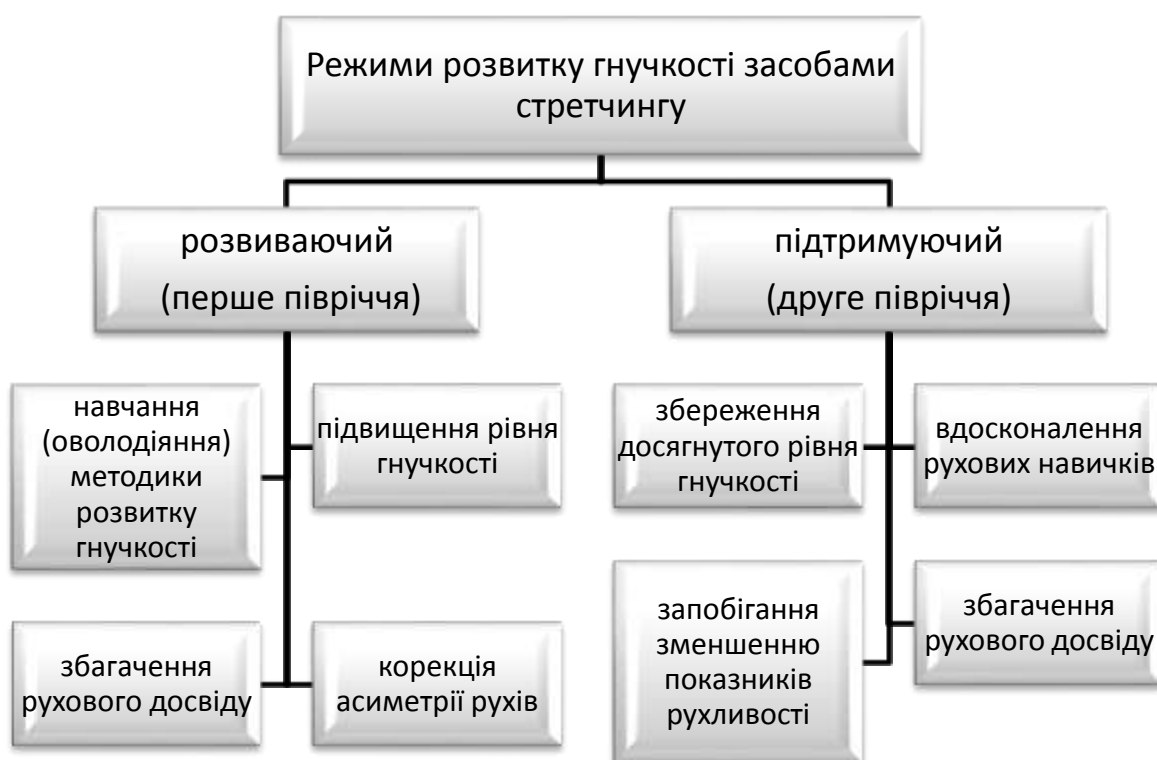 Режими розвитку гнучкості засобами
стретчингу
розвиваючий
(перше півріччя)
підтримуючий
(друге півріччя)
навчання
(оволодіяння)
методики
розвитку
гнучкості
підвищення рівня
гнучкості
збереження
досягнутого рівня
гнучкості
вдосконалення
рухових навичків
збагачення
рухового досвіду
корекція
асиметрії рухів
запобігання
зменшенню
показників
рухливості
збагачення
рухового досвіду